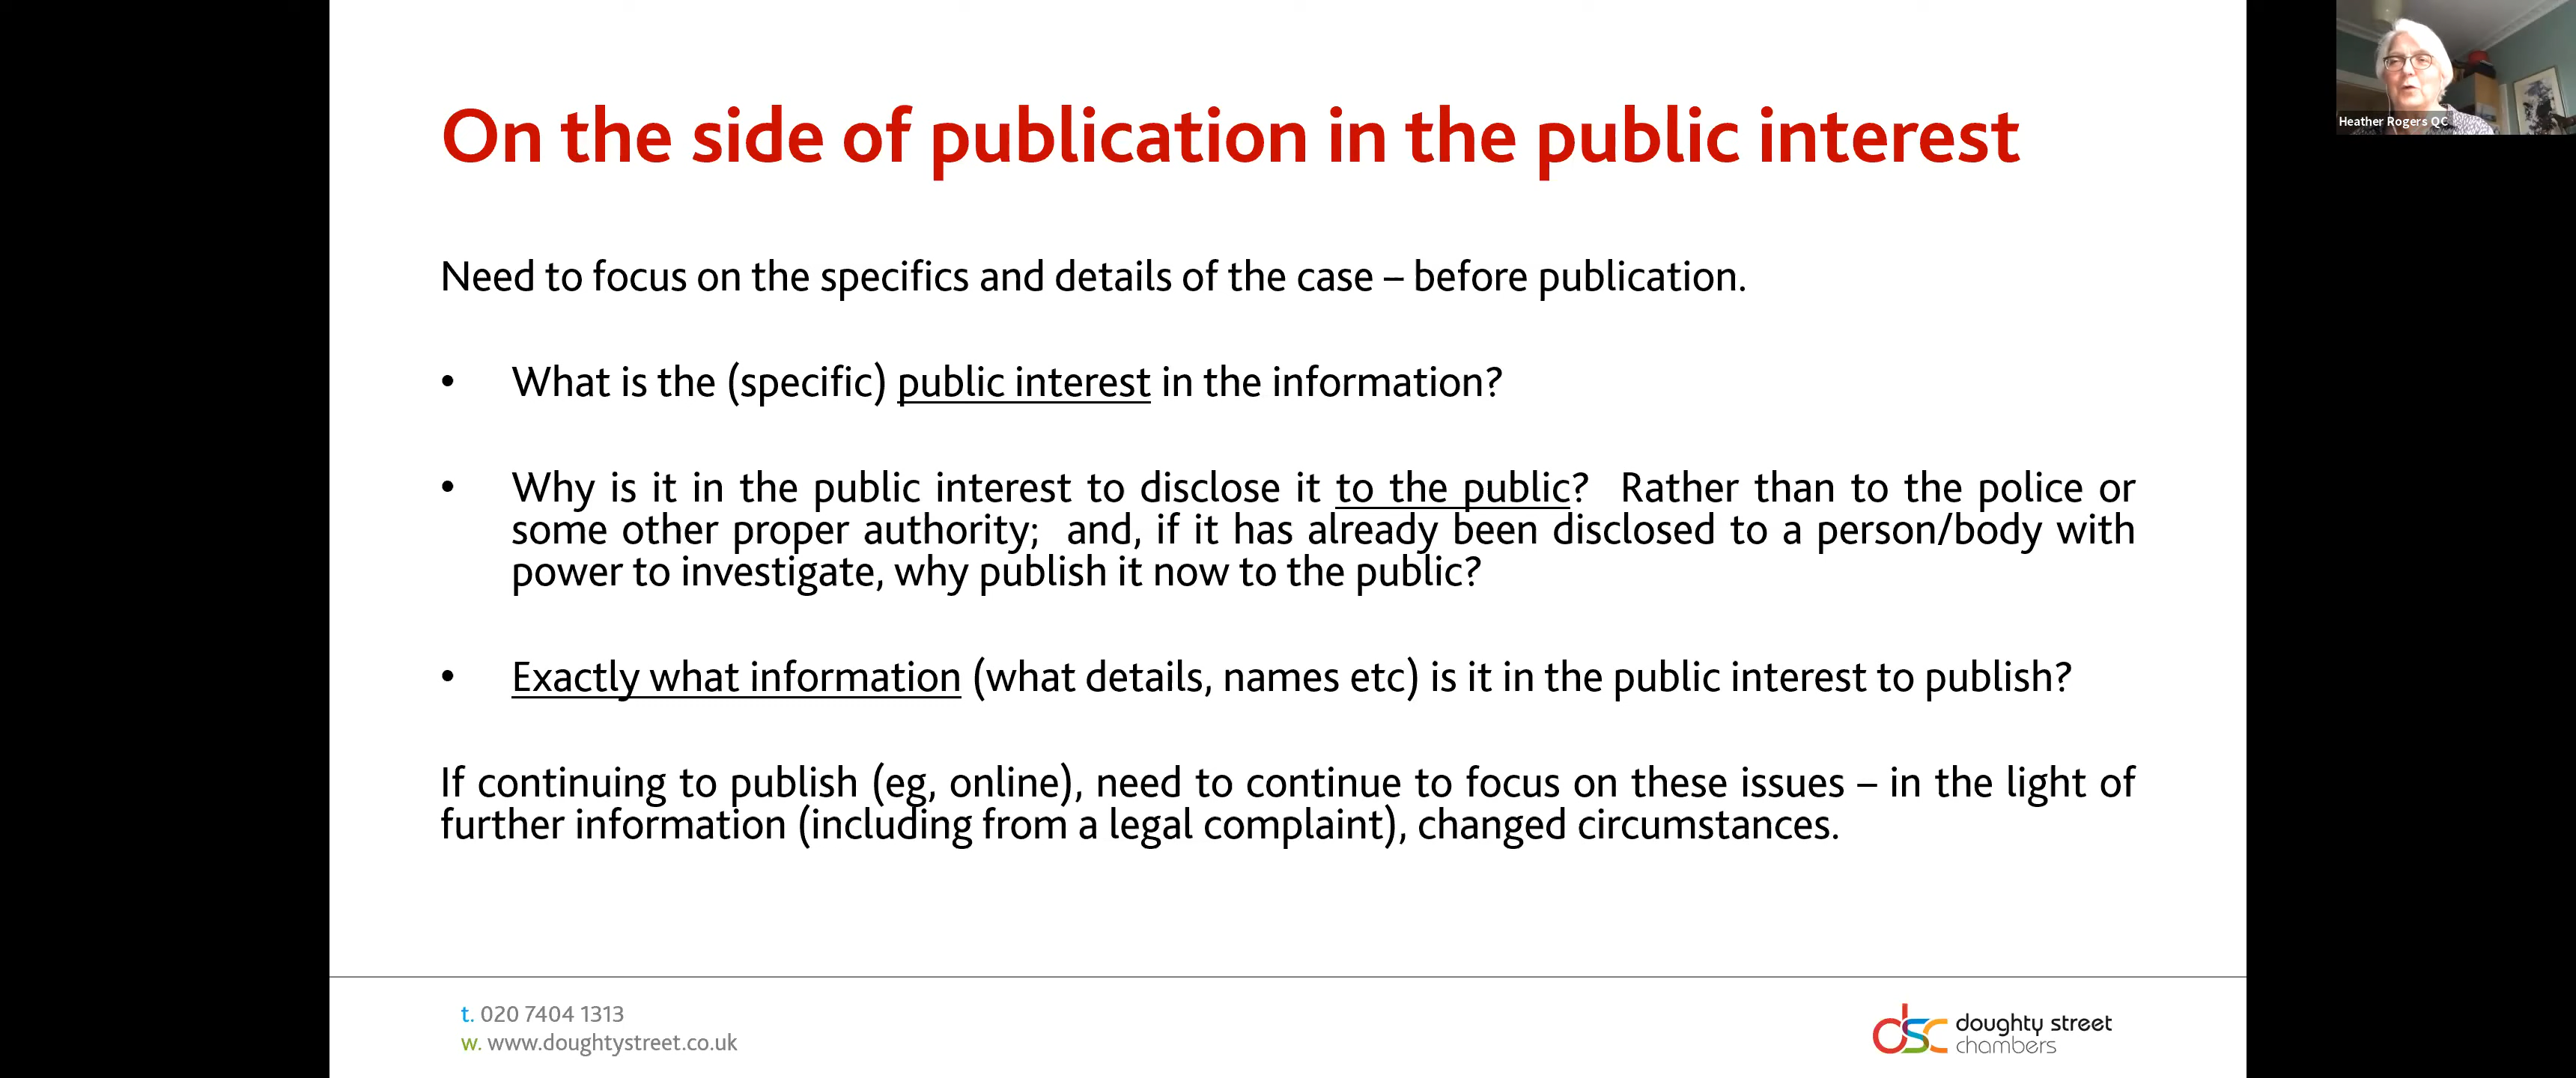 On the side of publication in the public interest
Heather Rogers QC
Need to focus on the specifics and details of the case – before publication.
• What is the (specific) public interest in the information?
• Why is it in the public interest to disclose it to the public? Rather than to the police or
some other proper authority; and, if it has already been disclosed to a person/body with
power to investigate, why publish it now to the public?
• Exactly what information (what details, names etc) is it in the public interest to publish?
If continuing to publish (eg, online), need to continue to focus on these issues – in the light of
further information (including from a legal complaint), changed circumstances.
t. 020 7404 1313
w. www.doughtystreet.co.uk
dsc doughty street
chambers